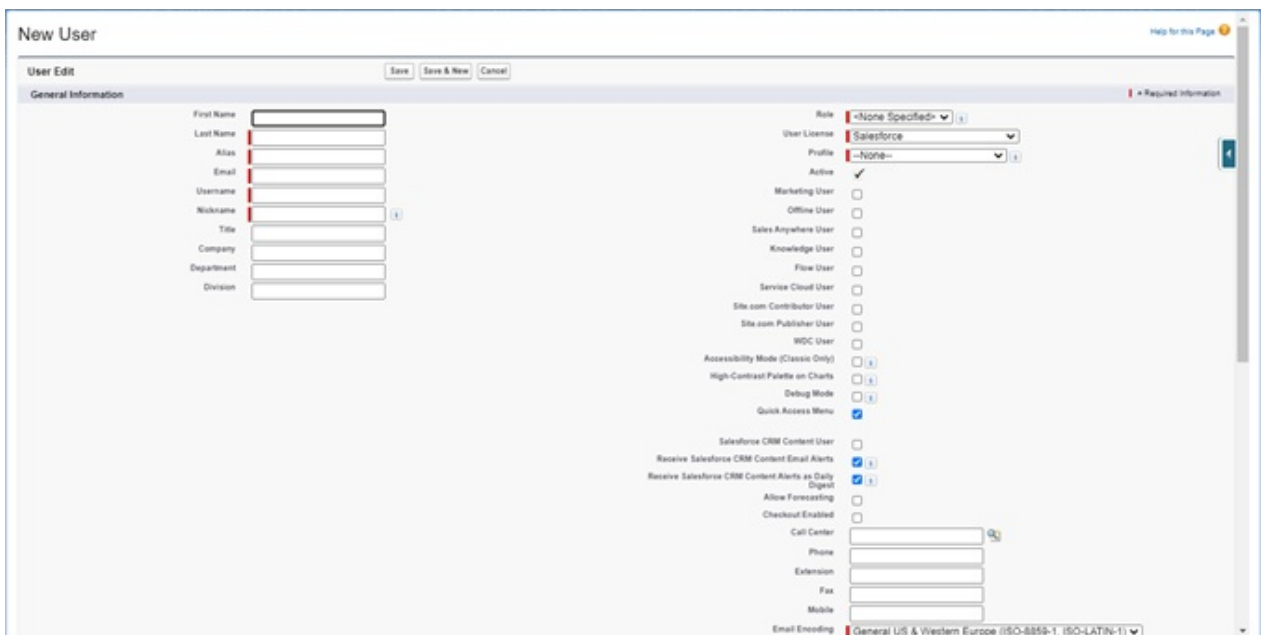 New User
Help for this Page
User Edit
Save Save & New Cancel
General Information
= Required Information
First Name
Last Name
Alias
Email
Username
Nickname
Title
Company
Department
Division
Role <None Specified>
User License Salesforce
Profile --None--
Active
Marketing User
Offline User
Sales Anywhere User
Knowledge User
Flow User
Service Cloud User
Site.com Contributor User
Site.com Publisher User
WDC User
Accessibility Mode (Classic Only)
High-Contrast Palette on Charts
Debug Mode
Quick Access Menu
Salesforce CRM Content User
Receive Salesforce CRM Content Email Alerts
Receive Salesforce CRM Content Alerts as Daily
Digest
Allow Forecasting
Checkout Enabled
Call Center
Phone
Extension
Fax
Mobile
Email Encoding General US & Western Europe (ISO-8859-1, ISO-LATIN-1)